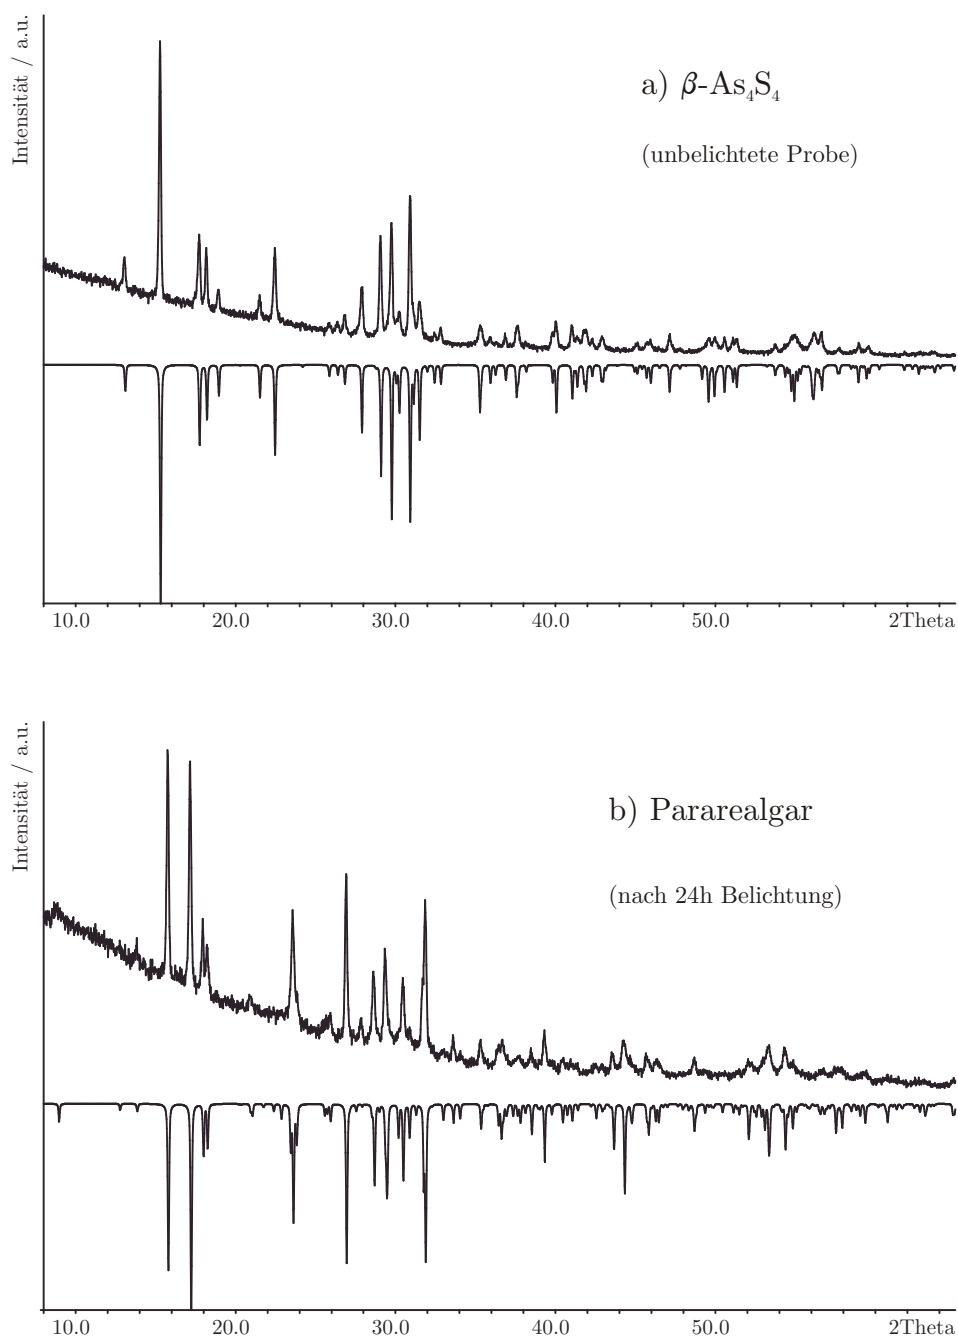 Intensität / a.u.
a) β-As₄S₄
(unbelichtete Probe)
10.0 20.0 30.0 40.0 50.0 2Theta
Intensität / a.u.
b) Pararealgar
(nach 24h Belichtung)
10.0 20.0 30.0 40.0 50.0 2Theta